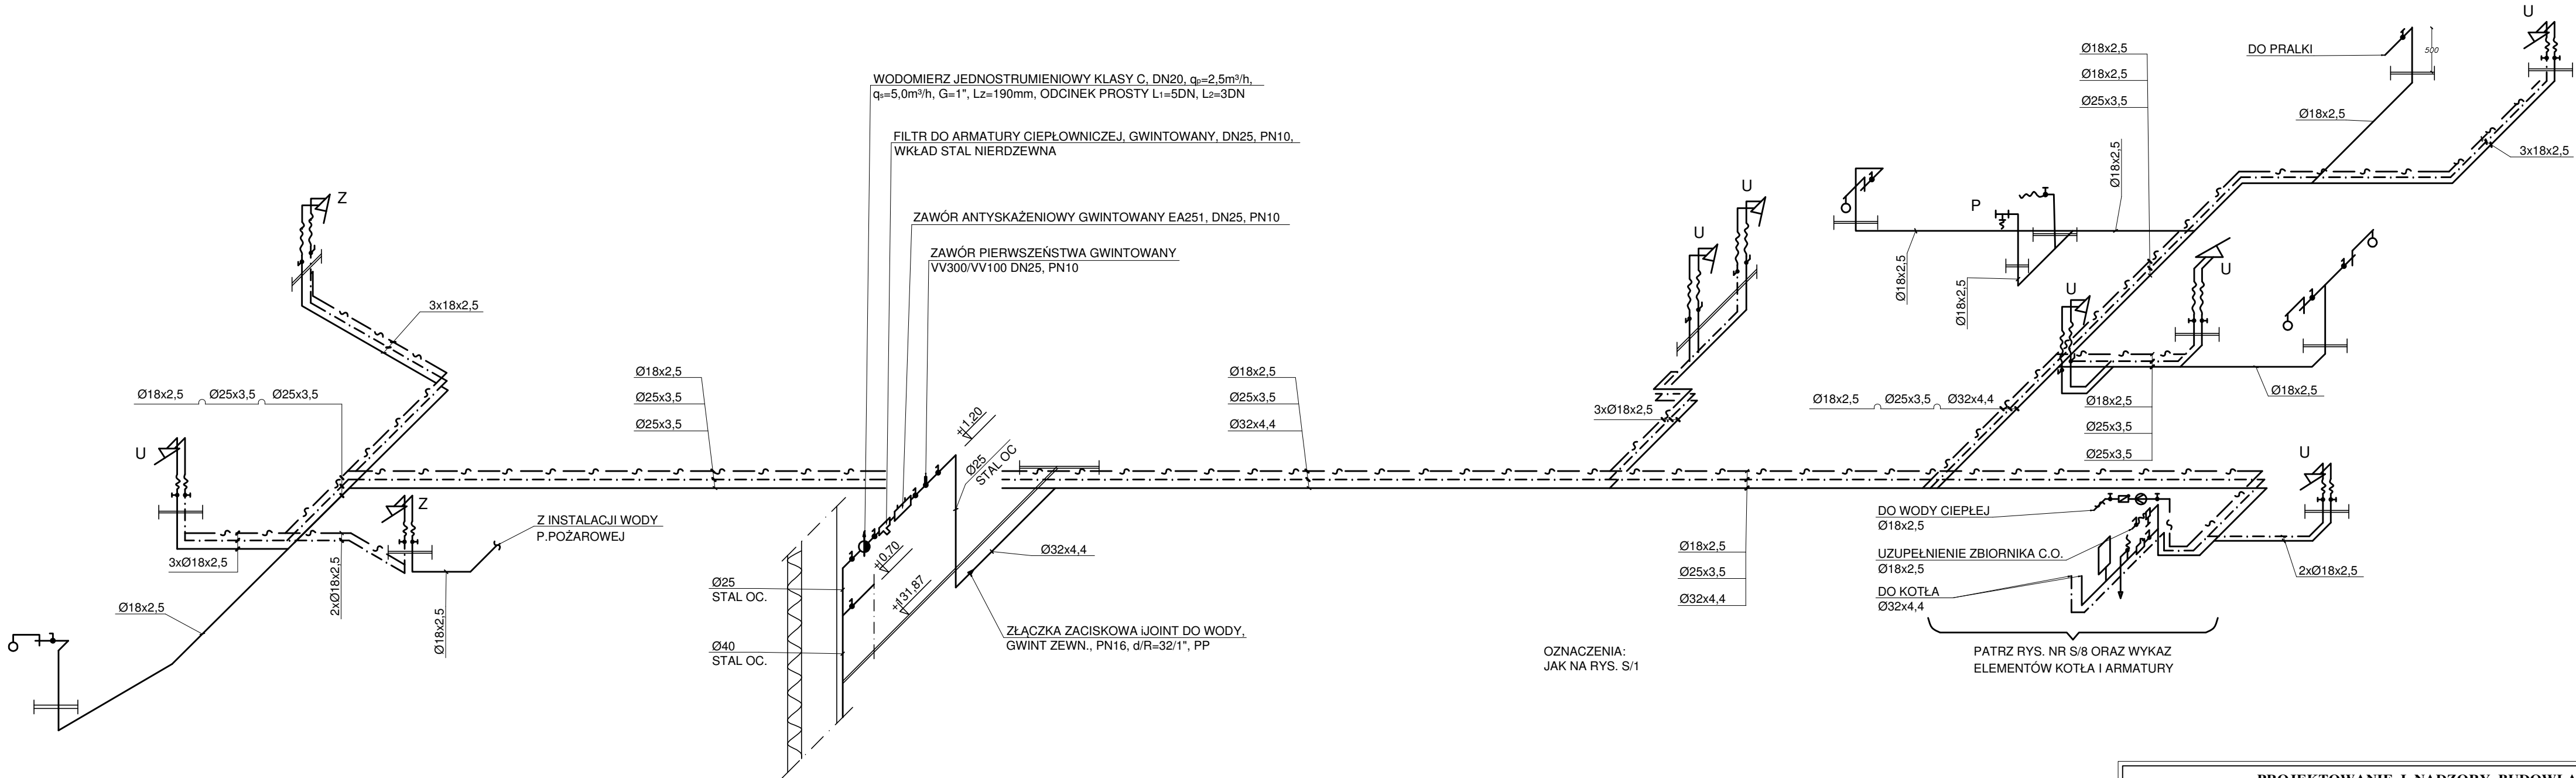 U
DO PRALKI
500
Ø18x2,5
Ø18x2,5
Ø25x3,5
Ø18x2,5
3x18x2,5
Ø18x2,5
WODOMIERZ JEDNOSTRUMIENIOWY KLASY C, DN20, qp=2,5m³/h,
qs=5,0m³/h, G=1", Lz=190mm, ODCINEK PROSTY L1=5DN, L2=3DN
FILTR DO ARMATURY CIEPŁOWNICZEJ, GWINTOWANY, DN25, PN10,
WKŁAD STAL NIERDZEWNA
ZAWÓR ANTYSKAŻENIOWY GWINTOWANY EA251, DN25, PN10
ZAWÓR PIERWSZEŃSTWA GWINTOWANY
VV300/VV100 DN25, PN10
Z
U
U
P
U
U
Ø18x2,5
Ø18x2,5
3x18x2,5
Ø18x2,5
Ø25x3,5
Ø25x3,5
Ø18x2,5
Ø25x3,5
Ø25x3,5
Ø18x2,5
Ø25x3,5
Ø32x4,4
3xØ18x2,5
Ø18x2,5
Ø25x3,5
Ø32x4,4
Ø18x2,5
Ø18x2,5
Ø25x3,5
Ø25x3,5
+1,20
Ø25
STAL OC
U
U
Z
Z INSTALACJI WODY
P.POŻAROWEJ
3xØ18x2,5
2xØ18x2,5
Ø18x2,5
Ø18x2,5
Ø25
STAL OC.
Ø40
STAL OC.
+0,70
+131,87
Ø32x4,4
ZŁĄCZKA ZACISKOWA iJOINT DO WODY,
GWINT ZEWN., PN16, d/R=32/1", PP
Ø18x2,5
Ø25x3,5
Ø32x4,4
DO WODY CIEPŁEJ
Ø18x2,5
UZUPEŁNIENIE ZBIORNIKA C.O.
Ø18x2,5
DO KOTŁA
Ø32x4,4
2xØ18x2,5
OZNACZENIA:
JAK NA RYS. S/1
PATRZ RYS. NR S/8 ORAZ WYKAZ
ELEMENTÓW KOTŁA I ARMATURY
PROJEKTOWANIE I NADZORY BUDOWLA